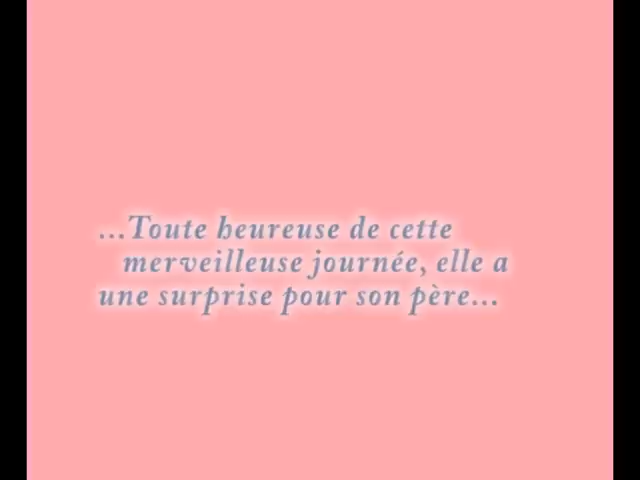 ...Toute heureuse de cette
merveilleuse journée, elle a
une surprise pour son père...